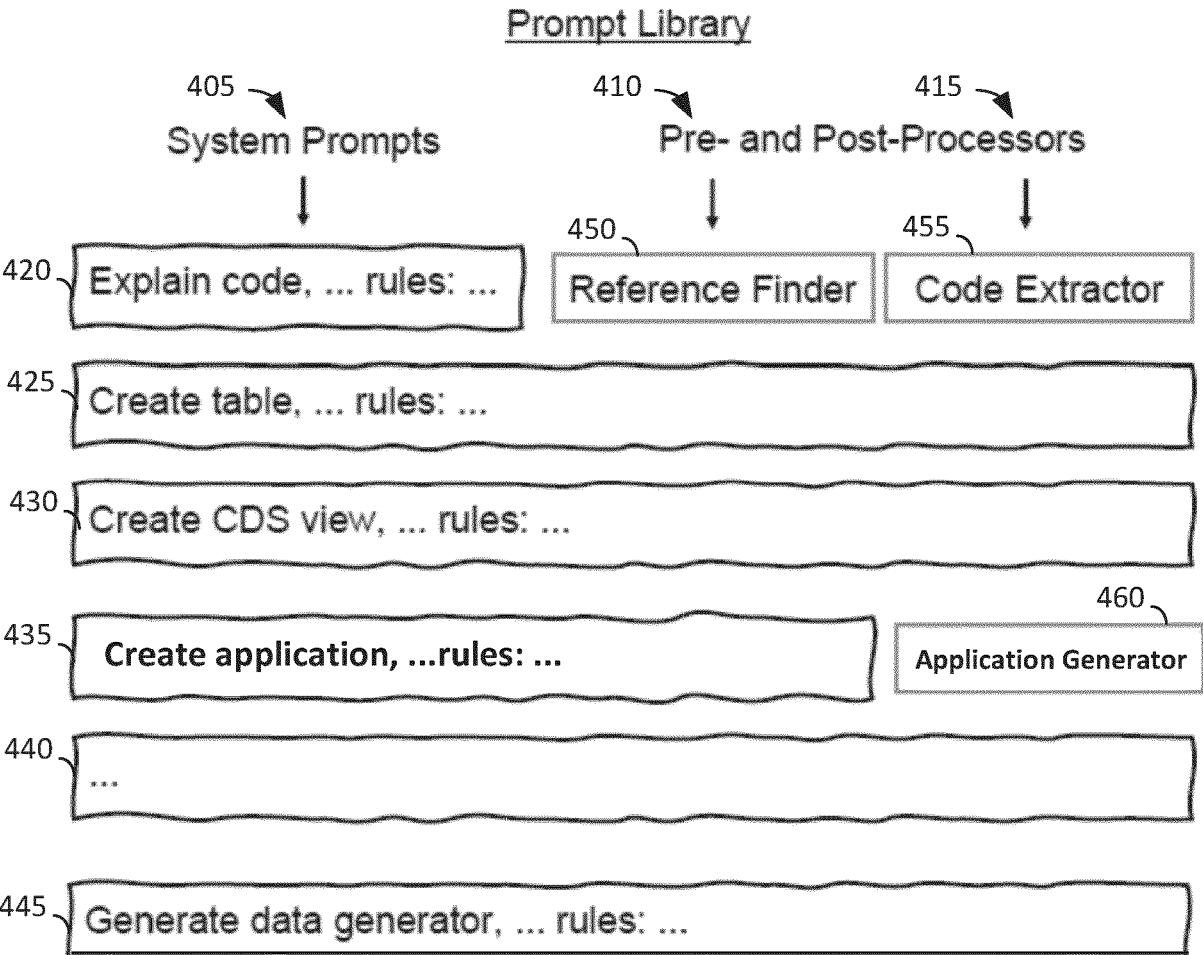 Prompt Library
405 410 415
System Prompts Pre- and Post-Processors
450 455
420 Explain code, ... rules: ... Reference Finder Code Extractor
425 Create table, ... rules: ...
430 Create CDS view, ... rules: ...
460
435 Create application, ...rules: ... Application Generator
440 ...
445 Generate data generator, ... rules: ...